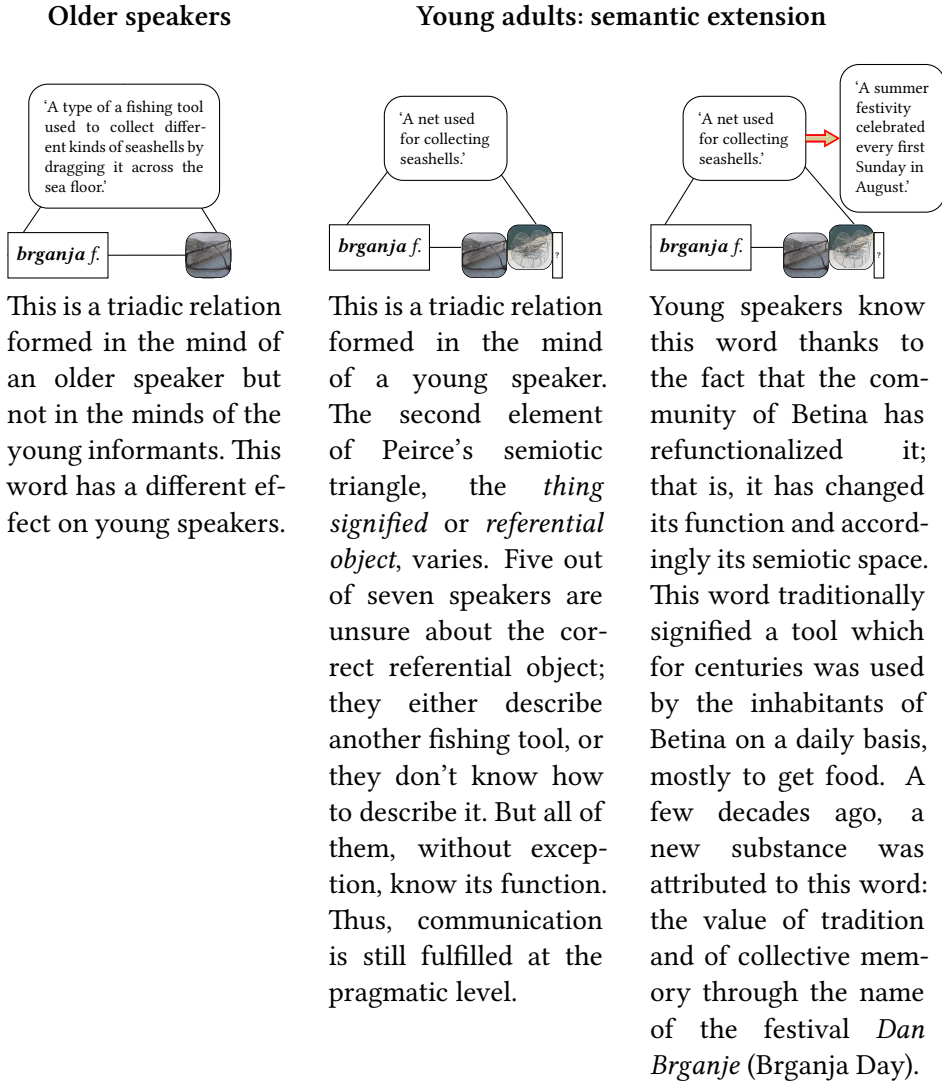 Older speakers
Young adults: semantic extension
‘A type of a fishing tool
used to collect differ-
ent kinds of seashells by
dragging it across the
sea floor.’
brganja f.
This is a triadic relation
formed in the mind of
an older speaker but
not in the minds of the
young informants. This
word has a different ef-
fect on young speakers.
‘A net used
for collecting
seashells.’
brganja f.
?
This is a triadic relation
formed in the mind
of a young speaker.
The second element
of Peirce’s semiotic
triangle, the thing
signified or referential
object, varies. Five out
of seven speakers are
unsure about the cor-
rect referential object;
they either describe
another fishing tool, or
they don’t know how
to describe it. But all of
them, without excep-
tion, know its function.
Thus, communication
is still fulfilled at the
pragmatic level.
‘A net used
for collecting
seashells.’
‘A summer
festivity
celebrated
every first
Sunday in
August.’
brganja f.
?
Young speakers know
this word thanks to
the fact that the com-
munity of Betina has
refunctionalized it;
that is, it has changed
its function and accord-
ingly its semiotic space.
This word traditionally
signified a tool which
for centuries was used
by the inhabitants of
Betina on a daily basis,
mostly to get food. A
few decades ago, a
new substance was
attributed to this word:
the value of tradition
and of collective mem-
ory through the name
of the festival Dan
Brganje (Brganja Day).